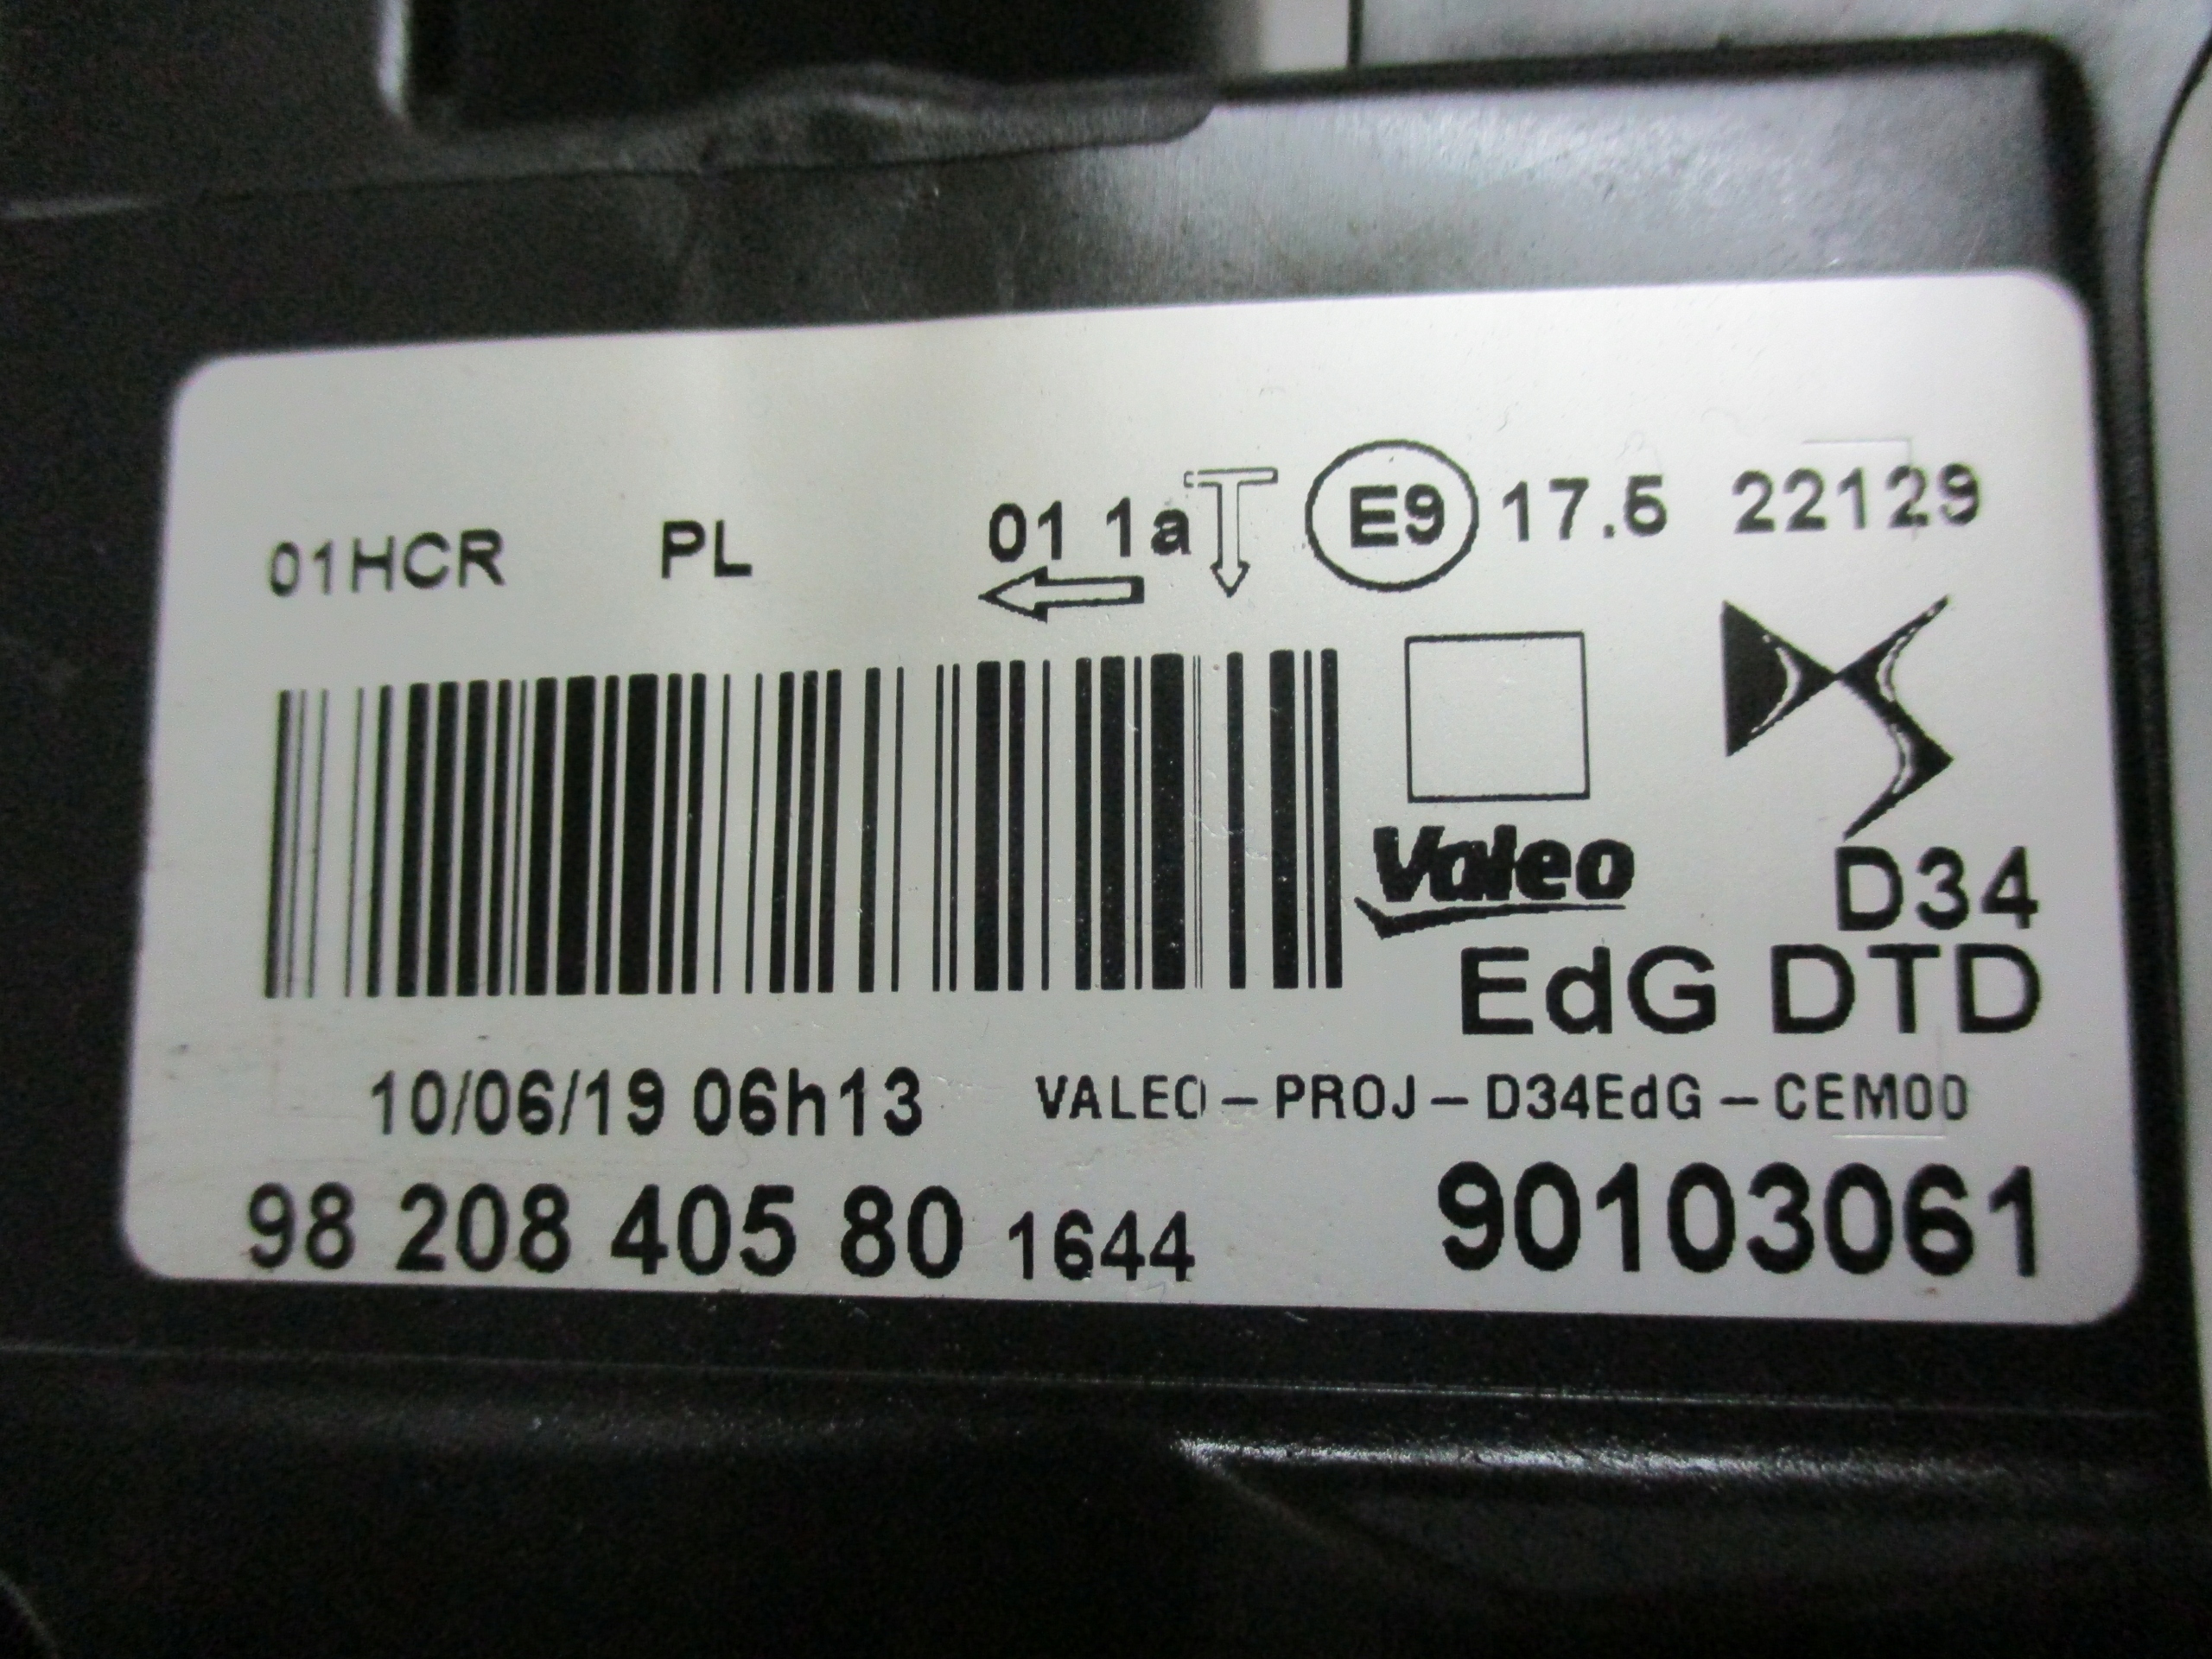 01HCR PL 01 1a E9 17.5 22129
Valeo
D34
EdG DTD
10/06/19 06h13 VALEO-PROJ-D34EdG-CEM00
98 208 405 80 1644 90103061